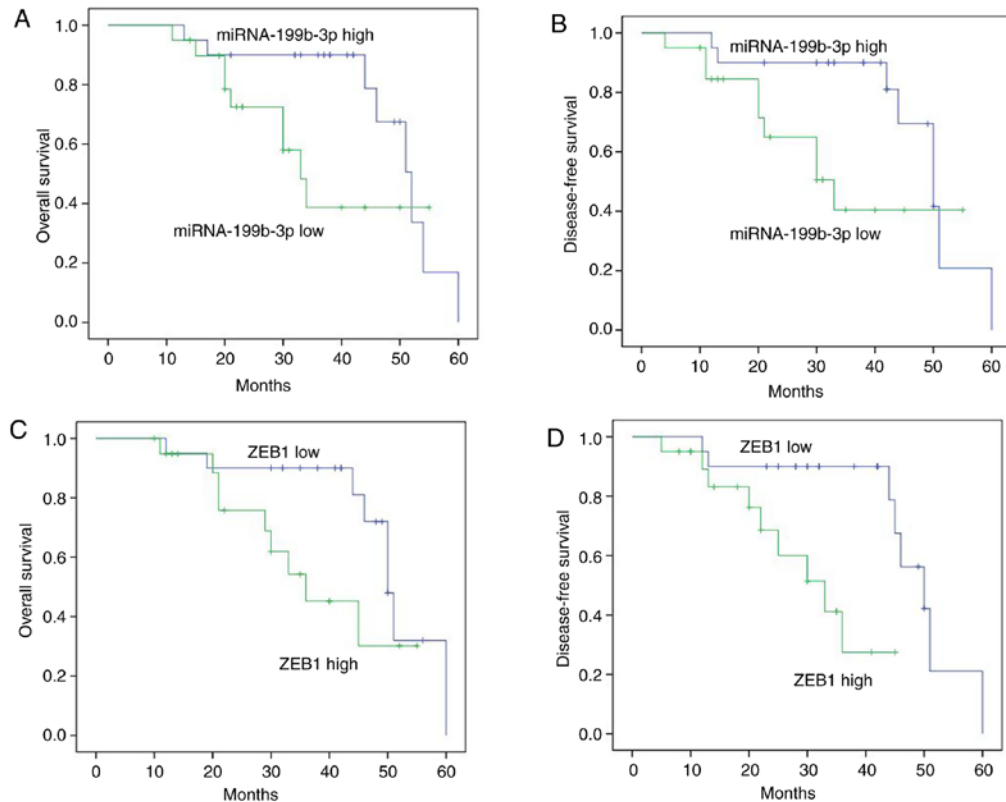 A
miRNA-199b-3p high
miRNA-199b-3p low
Overall survival
1.0
0.8
0.6
0.4
0.2
0.0
0 10 20 30 40 50 60
Months
B
miRNA-199b-3p high
miRNA-199b-3p low
Disease-free survival
1.0
0.8
0.6
0.4
0.2
0.0
0 10 20 30 40 50 60
Months
C
ZEB1 low
ZEB1 high
Overall survival
1.0
0.8
0.6
0.4
0.2
0.0
0 10 20 30 40 50 60
Months
D
ZEB1 low
ZEB1 high
Disease-free survival
1.0
0.8
0.6
0.4
0.2
0.0
0 10 20 30 40 50 60
Months